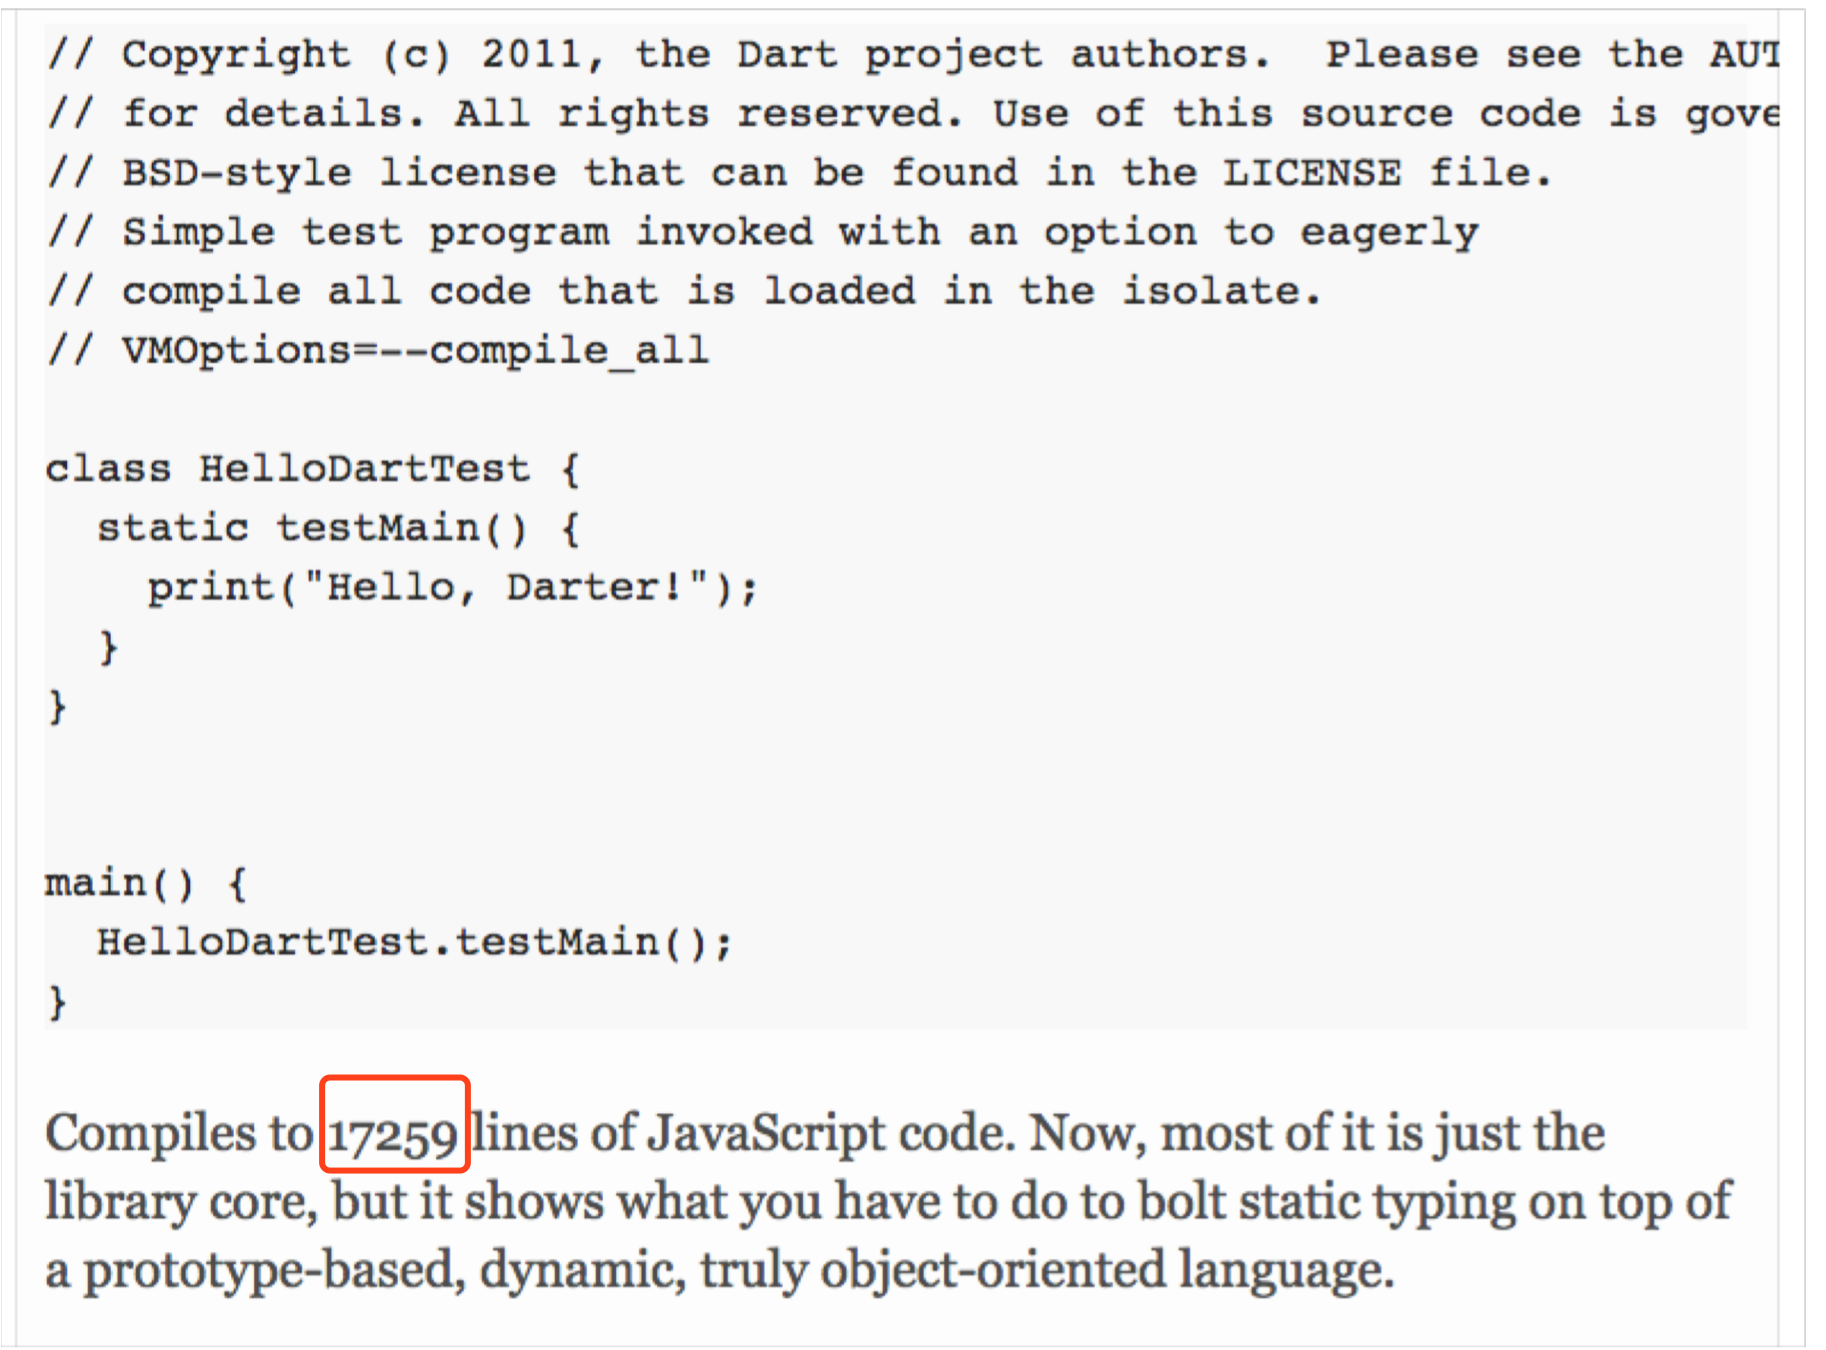 // Copyright (c) 2011, the Dart project authors.  Please see the AUT
// for details. All rights reserved. Use of this source code is gove
// BSD-style license that can be found in the LICENSE file.
// Simple test program invoked with an option to eagerly
// compile all code that is loaded in the isolate.
// VMOptions=--compile_all

class HelloDartTest {
  static testMain() {
    print("Hello, Darter!");
  }
}

main() {
  HelloDartTest.testMain();
}

Compiles to 17259 lines of JavaScript code. Now, most of it is just the
library core, but it shows what you have to do to bolt static typing on top of
a prototype-based, dynamic, truly object-oriented language.